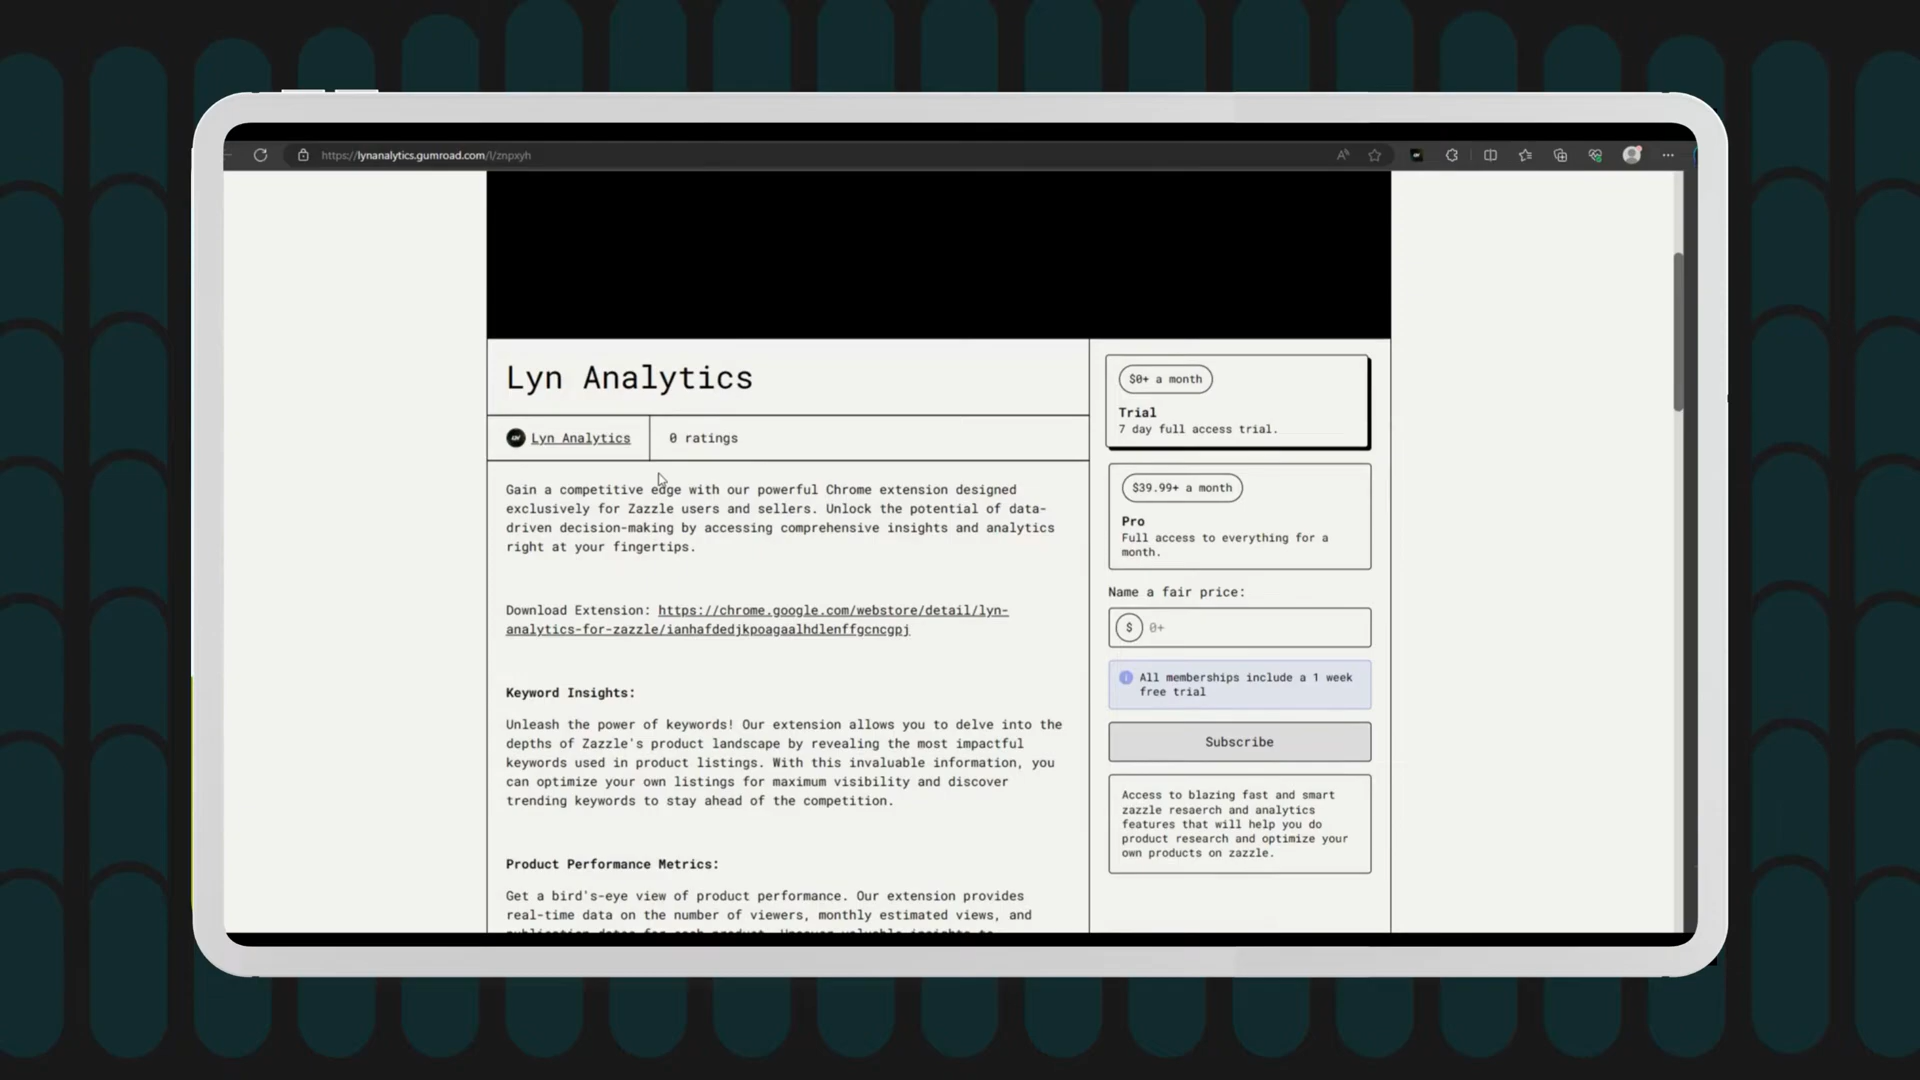 https://lynanalytics.gumroad.com/l/znpxyh
Lyn Analytics
Lyn Analytics
0 ratings
Gain a competitive edge with our powerful Chrome extension designed
exclusively for Zazzle users and sellers. Unlock the potential of data-
driven decision-making by accessing comprehensive insights and analytics
right at your fingertips.
Download Extension: https://chrome.google.com/webstore/detail/lyn-
analytics-for-zazzle/ianhafdedjkpoagaalhdlenffgcncgpj
Keyword Insights:
Unleash the power of keywords! Our extension allows you to delve into the
depths of Zazzle's product landscape by revealing the most impactful
keywords used in product listings. With this invaluable information, you
can optimize your own listings for maximum visibility and discover
trending keywords to stay ahead of the competition.
Product Performance Metrics:
Get a bird's-eye view of product performance. Our extension provides
real-time data on the number of viewers, monthly estimated views, and
$0+ a month
Trial
7 day full access trial.
$39.99+ a month
Pro
Full access to everything for a
month.
Name a fair price:
$ 0+
All memberships include a 1 week
free trial
Subscribe
Access to blazing fast and smart
zazzle resaerch and analytics
features that will help you do
product research and optimize your
own products on zazzle.